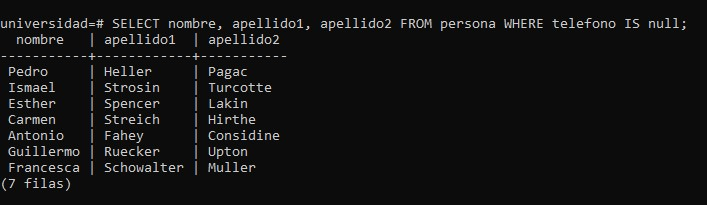 universidad=# SELECT nombre, apellido1, apellido2 FROM persona WHERE telefono IS null;
  nombre   | apellido1  | apellido2
-----------+------------+-----------
 Pedro     | Heller     | Pagac
 Ismael    | Strosin    | Turcotte
 Esther    | Spencer    | Lakin
 Carmen    | Streich    | Hirthe
 Antonio   | Fahey      | Considine
 Guillermo | Ruecker    | Upton
 Francesca | Schowalter | Muller
(7 filas)